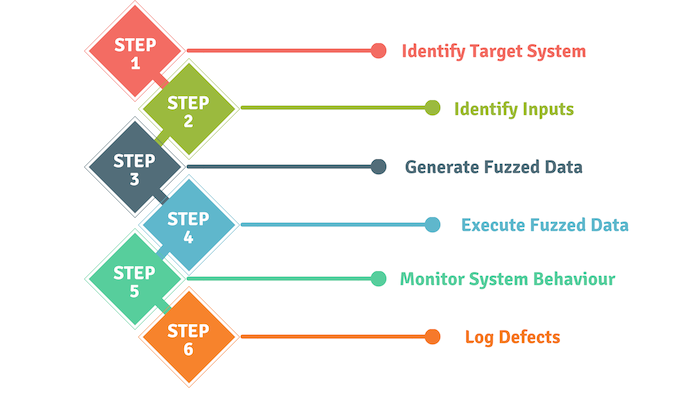 STEP
1
Identify Target System
STEP
2
Identify Inputs
STEP
3
Generate Fuzzed Data
STEP
4
Execute Fuzzed Data
STEP
5
Monitor System Behaviour
STEP
6
Log Defects